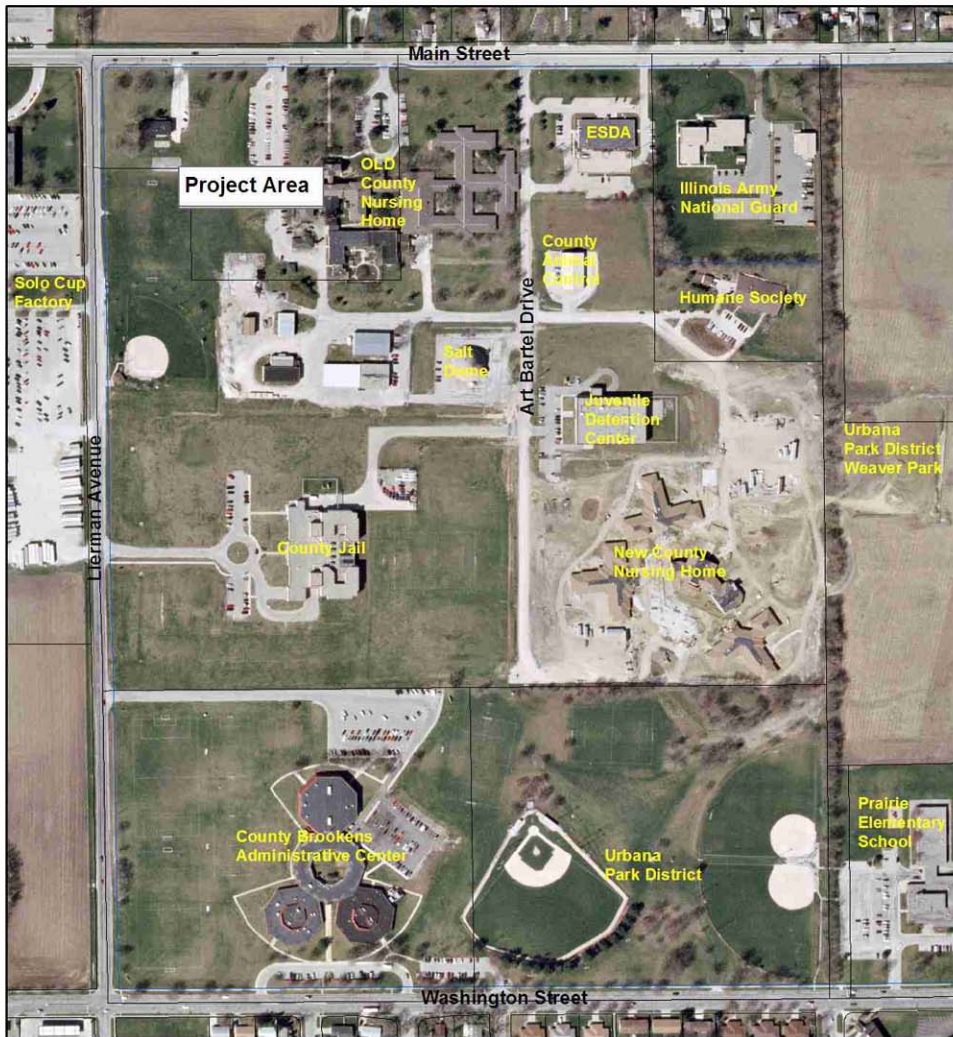 Main Street
ESDA
OLD
County
Nursing
Home
Project Area
Illinois Army
National Guard
County
Animal
Control
Solo Cup
Factory
Humane Society
Art Bartel Drive
Salt
Dome
Juvenile
Detention
Center
Urbana
Park District
Weaver Park
Lierman Avenue
County Jail
New County
Nursing Home
Prairie
Elementary
School
County Brookens
Administrative Center
Urbana
Park District
Washington Street